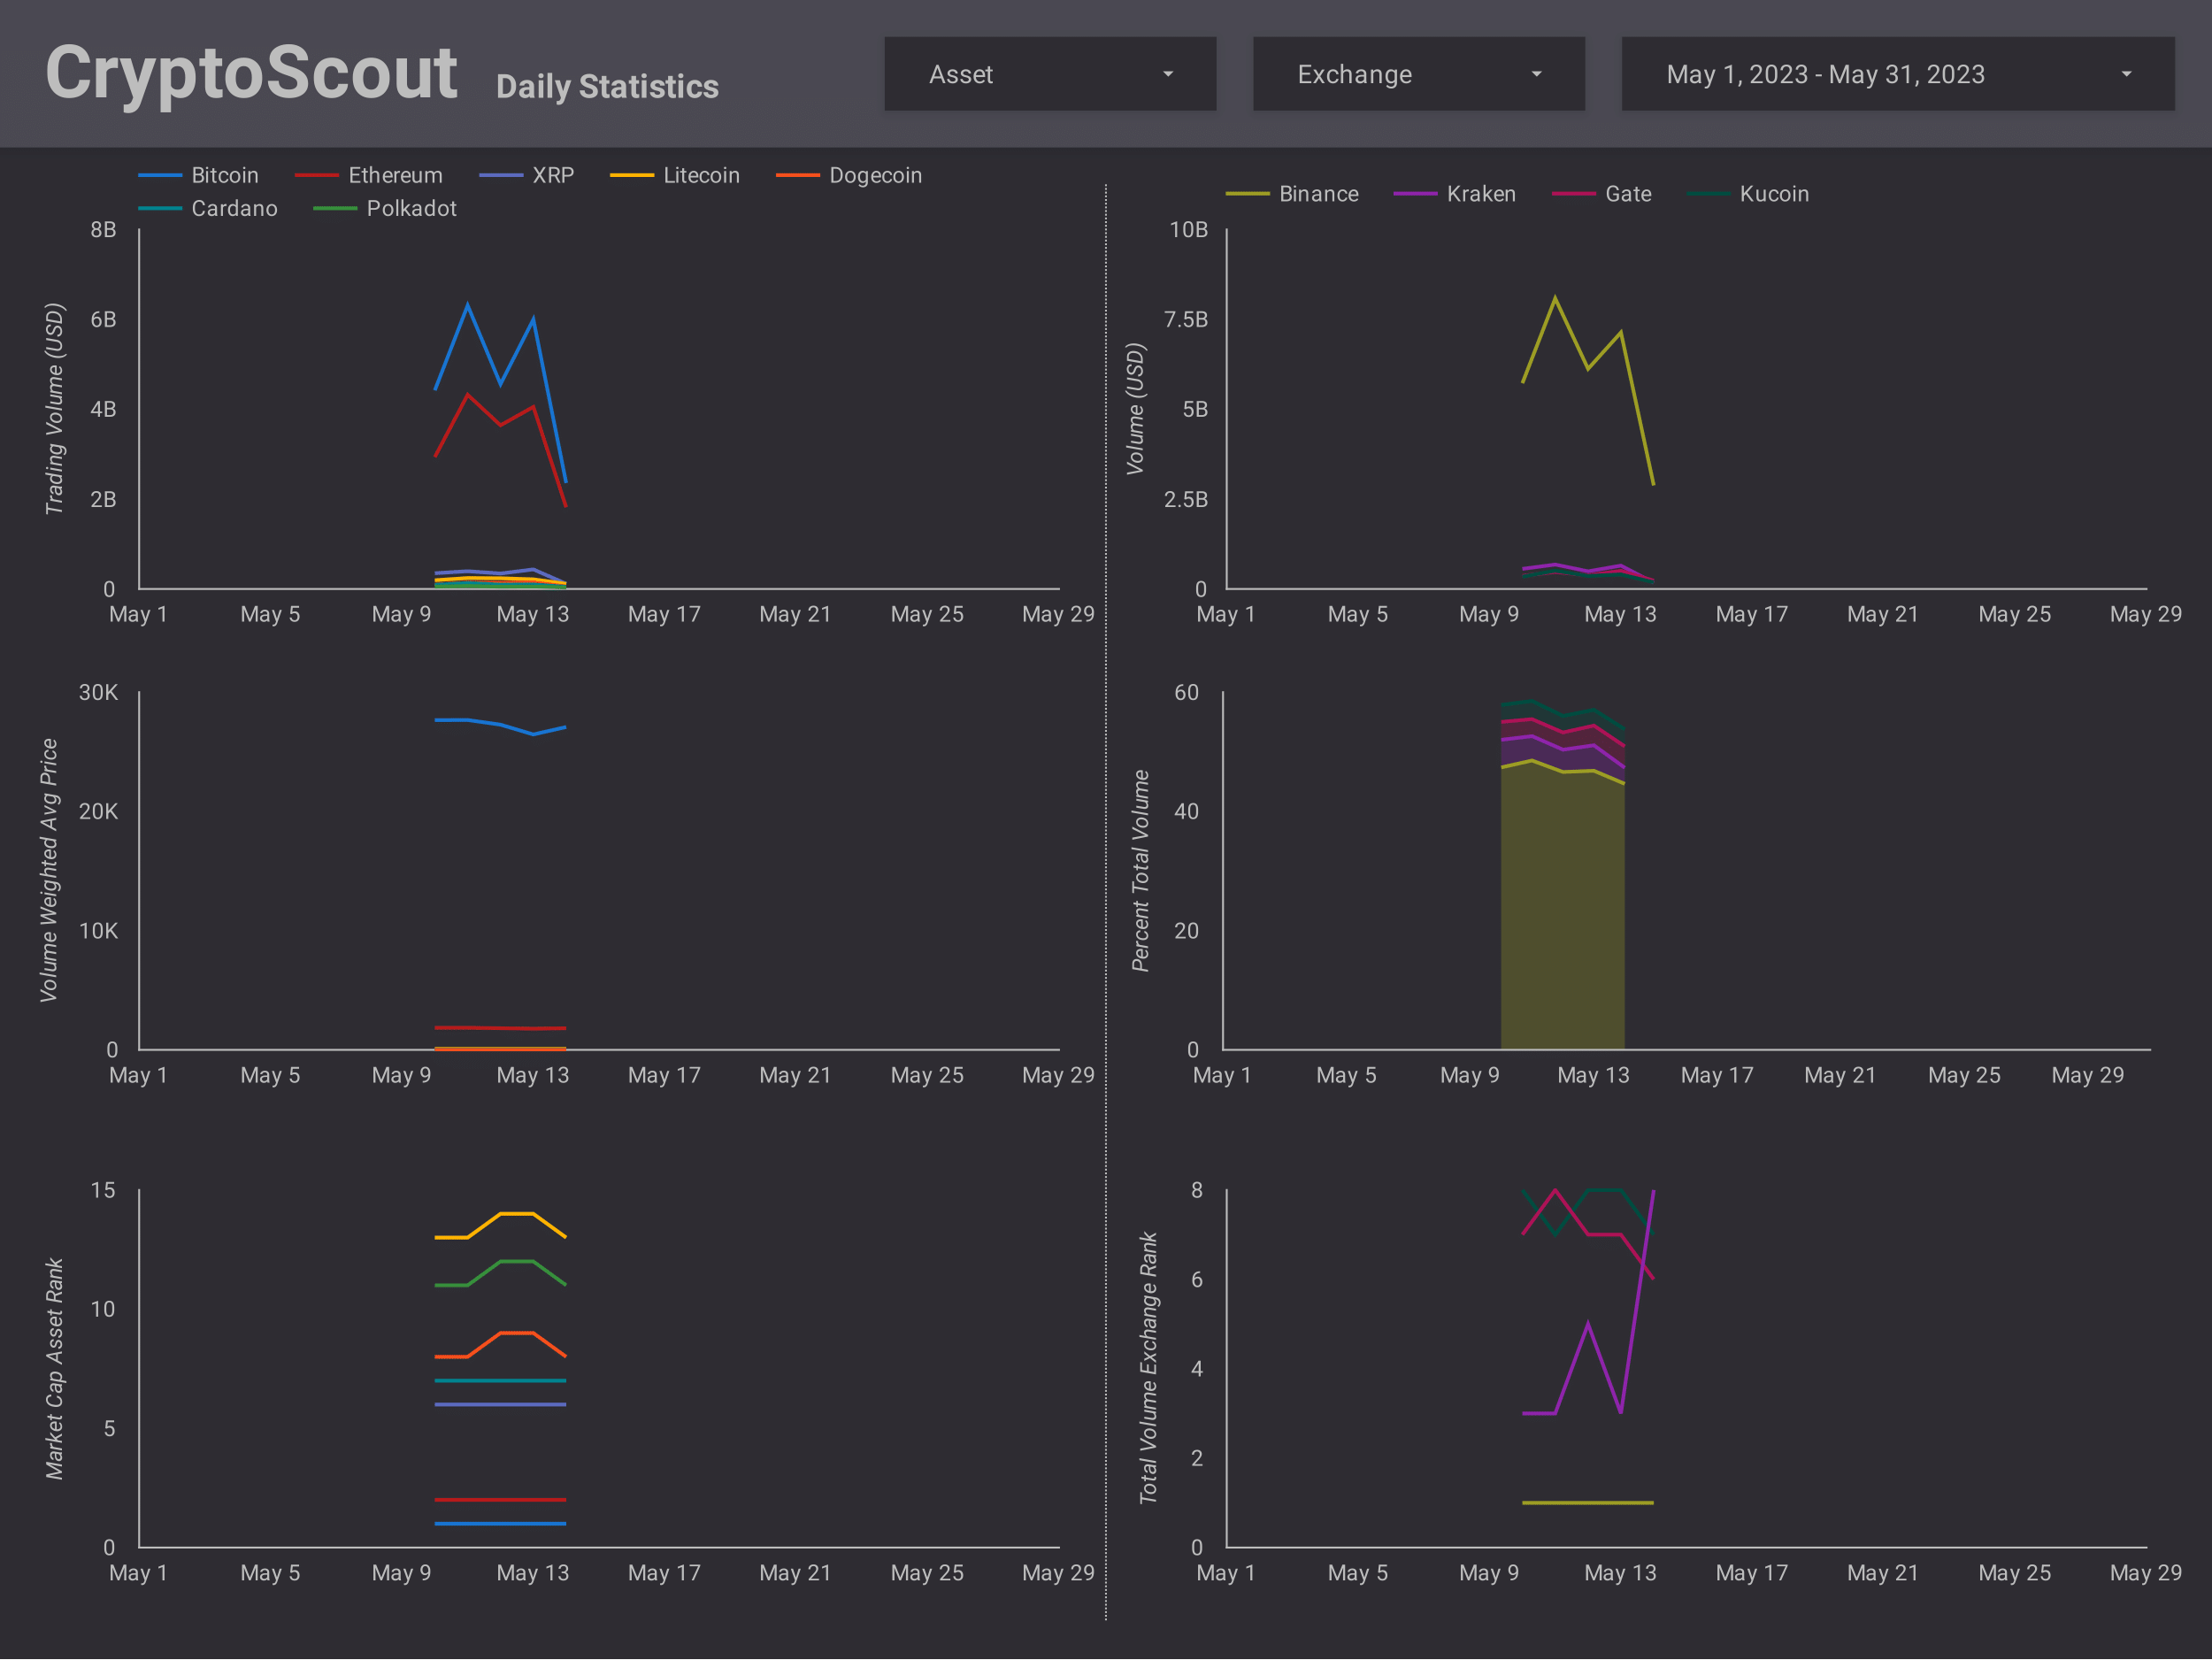 CryptoScout Daily Statistics
Asset
Exchange
May 1, 2023 - May 31, 2023
Bitcoin Ethereum XRP Litecoin Dogecoin
Cardano Polkadot
Trading Volume (USD)
8B
6B
4B
2B
0
May 1 May 5 May 9 May 13 May 17 May 21 May 25 May 29
Binance Kraken Gate Kucoin
Volume (USD)
10B
7.5B
5B
2.5B
0
May 1 May 5 May 9 May 13 May 17 May 21 May 25 May 29
Volume Weighted Avg Price
30K
20K
10K
0
May 1 May 5 May 9 May 13 May 17 May 21 May 25 May 29
Percent Total Volume
60
40
20
0
May 1 May 5 May 9 May 13 May 17 May 21 May 25 May 29
Market Cap Asset Rank
15
10
5
0
May 1 May 5 May 9 May 13 May 17 May 21 May 25 May 29
Total Volume Exchange Rank
8
6
4
2
0
May 1 May 5 May 9 May 13 May 17 May 21 May 25 May 29